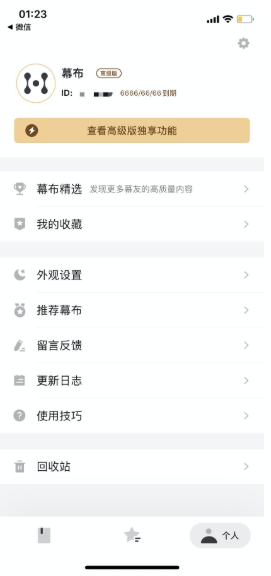 01:23
◀ 微信
幕布 高级版
ID: 6666/66/66到期
查看高级版独享功能
幕布精选 发现更多幕友的高质量内容
我的收藏
外观设置
推荐幕布
留言反馈
更新日志
使用技巧
回收站
个人